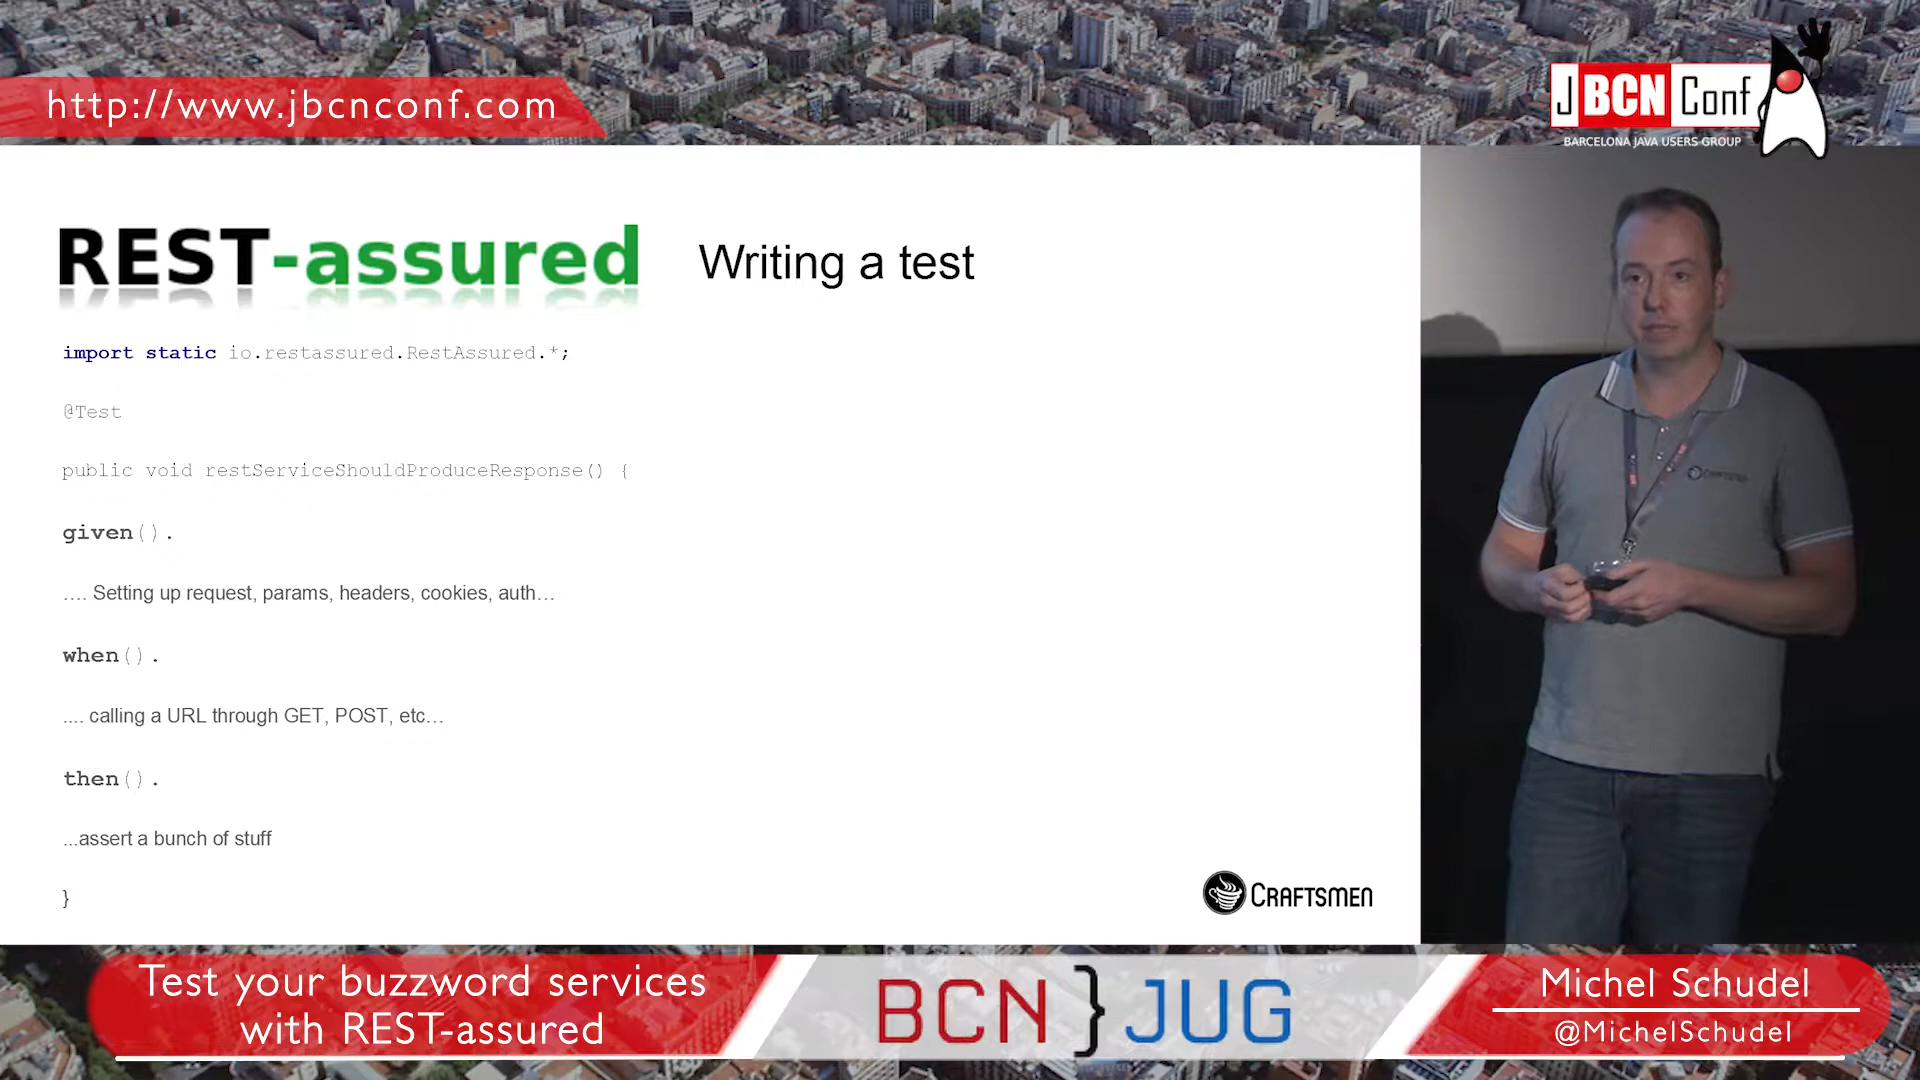 http://www.jbcnconf.com
JBCNConf
BARCELONA JAVA USERS GROUP
REST-assured
Writing a test
import static io.restassured.RestAssured.*;
@Test
public void restServiceShouldProduceResponse() {
given().
…. Setting up request, params, headers, cookies, auth…
when().
.... calling a URL through GET, POST, etc…
then().
...assert a bunch of stuff
}
CRAFTSMEN
Craftsmen
Test your buzzword services
with REST-assured
BCN}JUG
Michel Schudel
@MichelSchudel